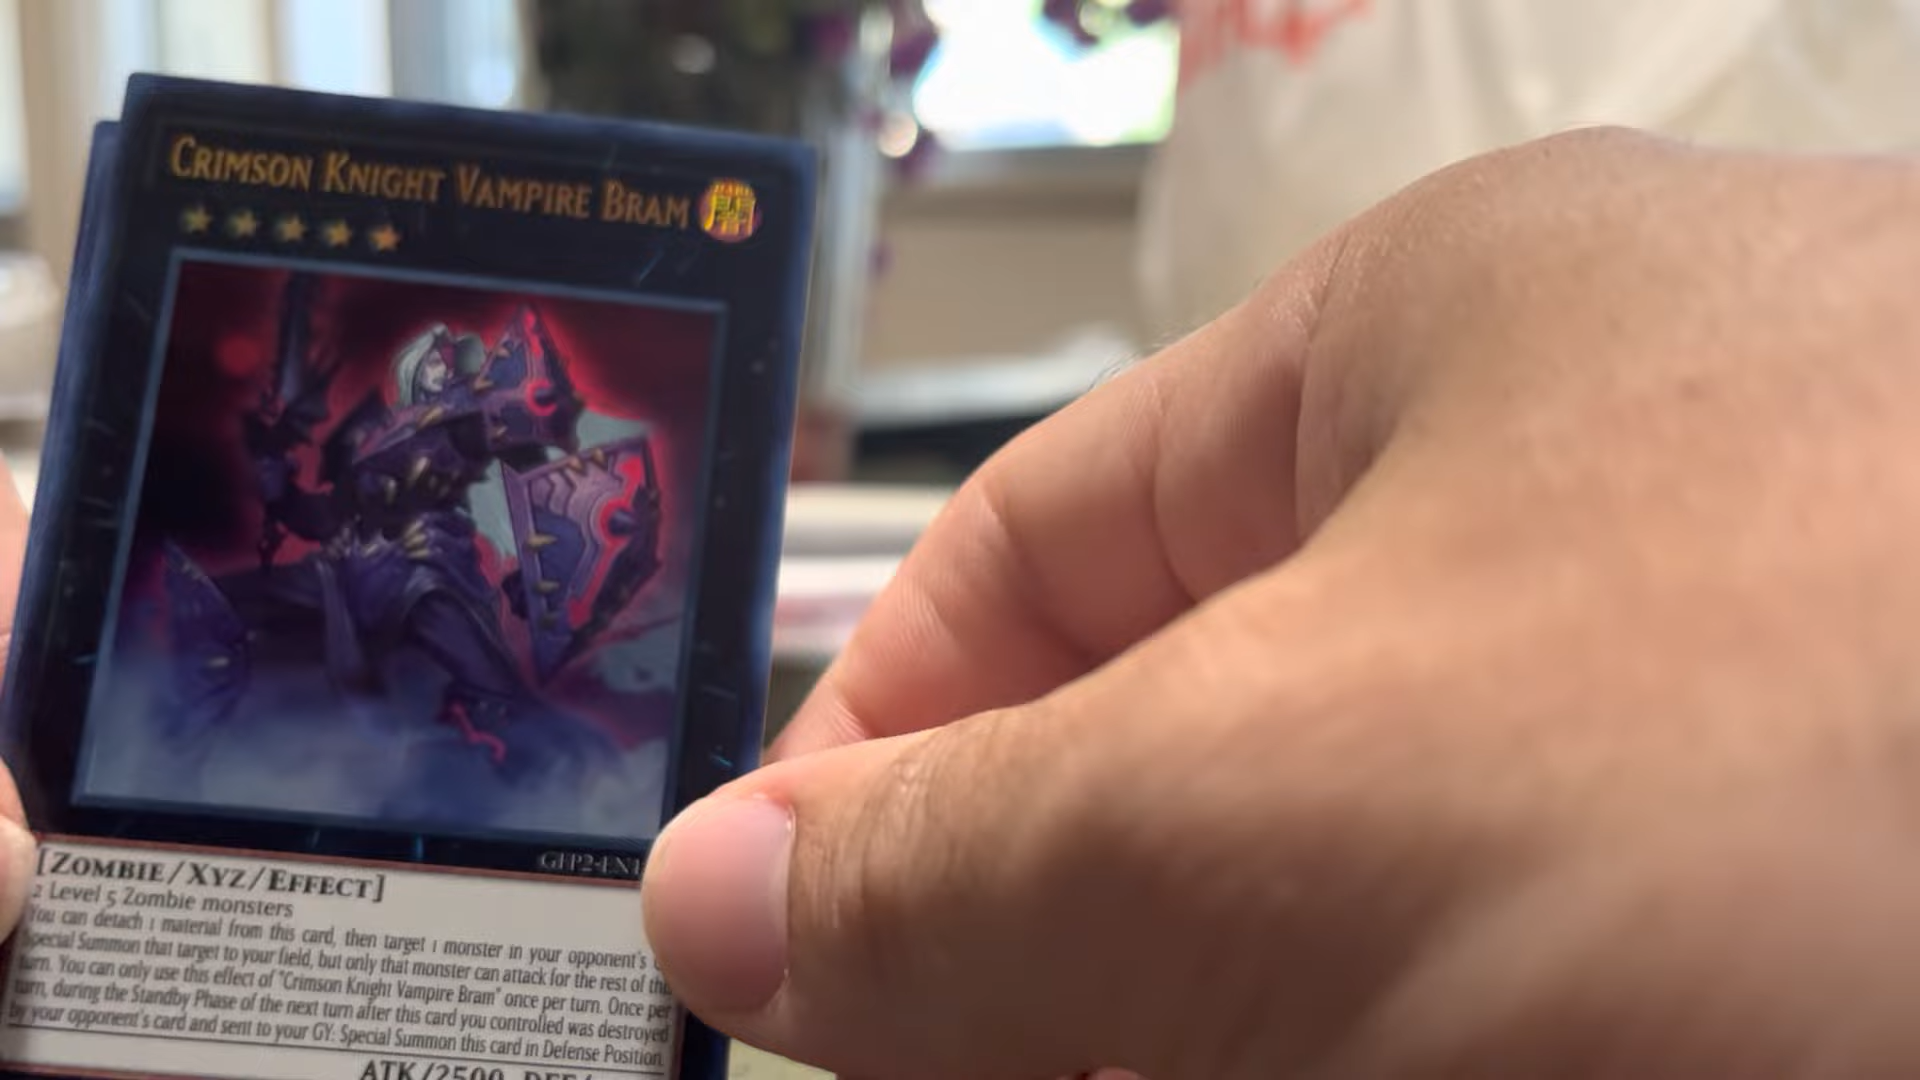 CRIMSON KNIGHT VAMPIRE BRAM
闇
GFP2-EN1
[ZOMBIE/XYZ/EFFECT]
2 Level 5 Zombie monsters
You can detach 1 material from this card, then target 1 monster in your opponent's
Special Summon that target to your field, but only that monster can attack for the rest of the
turn. You can only use this effect of "Crimson Knight Vampire Bram" once per turn. Once per
turn, during the Standby Phase of the next turn after this card you controlled was destroyed
by your opponent's card and sent to your GY: Special Summon this card in Defense Position.
ATK/2500 DEF/